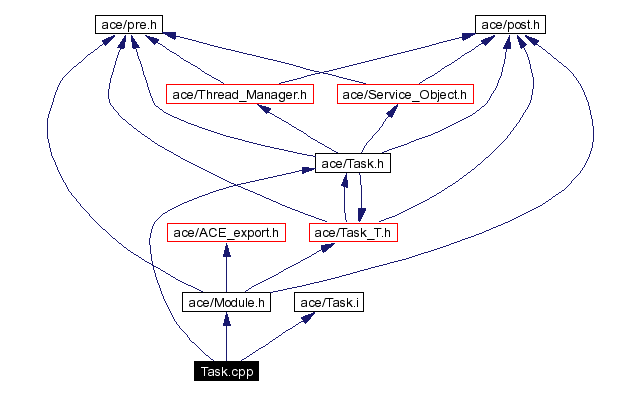 ace/pre.h
ace/post.h
ace/Thread_Manager.h
ace/Service_Object.h
ace/Task.h
ace/ACE_export.h
ace/Task_T.h
ace/Module.h
ace/Task.i
Task.cpp